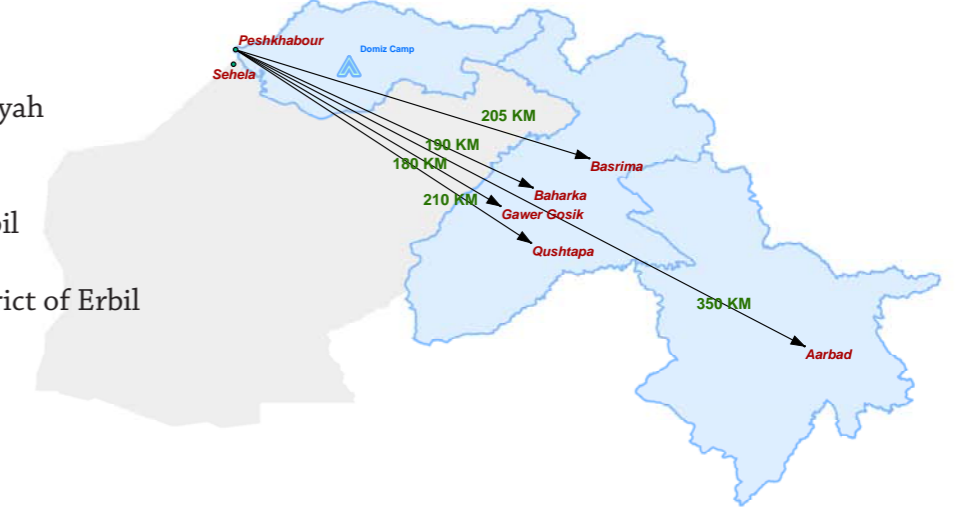 Peshkhabour
Domiz Camp
Sehela
yah
205 KM
190 KM
180 KM
Basrima
Baharka
210 KM
Gawer Gosik
il
Qushtapa
rict of Erbil
350 KM
Aarbad